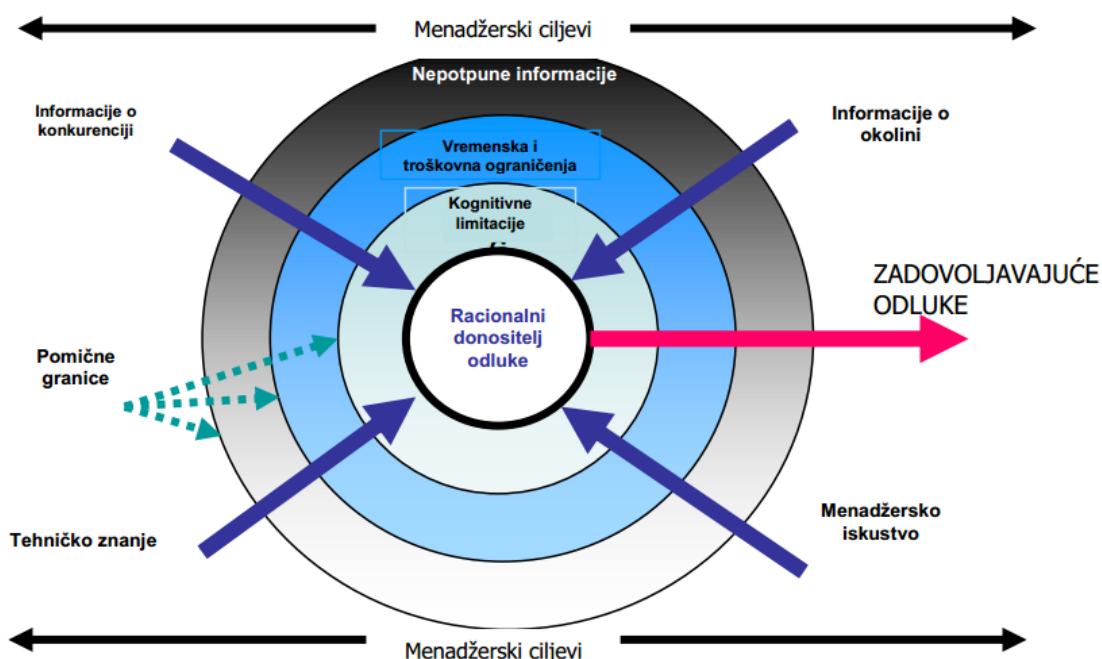 Menadžerski ciljevi
Nepotpune informacije
Informacije o
konkurenciji
Informacije o
okolini
Vremenska i
troškovna ograničenja
Kognitivne
limitacije
ZADOVOLJAVAJUĆE
ODLUKE
Racionalni
donositelj
odluke
Pomične
granice
Tehničko znanje
Menadžersko
iskustvo
Menadžerski ciljevi